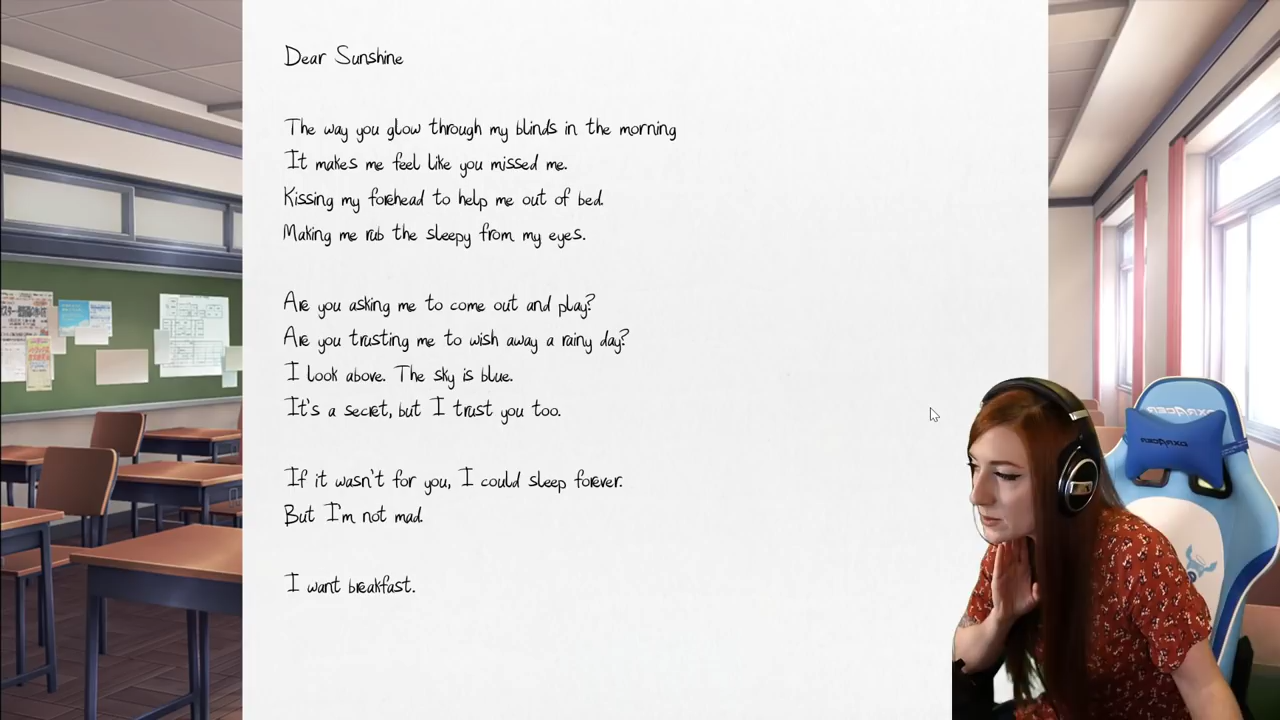 Dear Sunshine
The way you glow through my blinds in the morning
It makes me feel like you missed me.
Kissing my forehead to help me out of bed.
Making me rub the sleepy from my eyes.
Are you asking me to come out and play?
Are you trusting me to wish away a rainy day?
I look above. The sky is blue.
It's a secret, but I trust you too.
If it wasn't for you, I could sleep forever.
But I'm not mad.
I want breakfast.